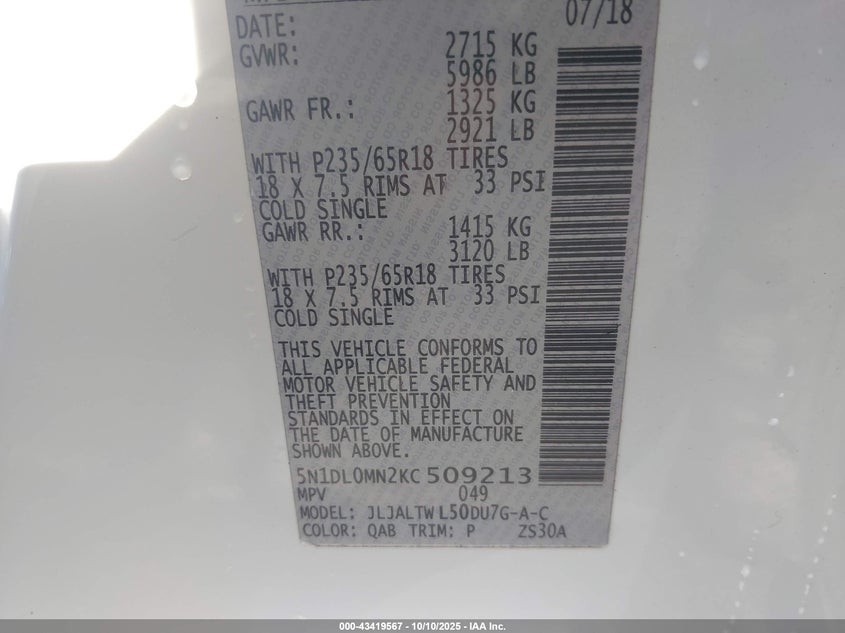 DATE: 07/18
GVWR: 2715 KG
5986 LB
GAWR FR.: 1325 KG
2921 LB
WITH P235/65R18 TIRES
18 X 7.5 RIMS AT 33 PSI
COLD SINGLE
GAWR RR.: 1415 KG
3120 LB
WITH P235/65R18 TIRES
18 X 7.5 RIMS AT 33 PSI
COLD SINGLE
THIS VEHICLE CONFORMS TO
ALL APPLICABLE FEDERAL
MOTOR VEHICLE SAFETY AND
THEFT PREVENTION
STANDARDS IN EFFECT ON
THE DATE OF MANUFACTURE
SHOWN ABOVE.
5N1DL0MN2KC509213
MPV 049
MODEL: JLJALTWL50DU7G-A-C
COLOR: QAB TRIM: P ZS30A
000-43419567 - 10/10/2025 - IAA Inc.